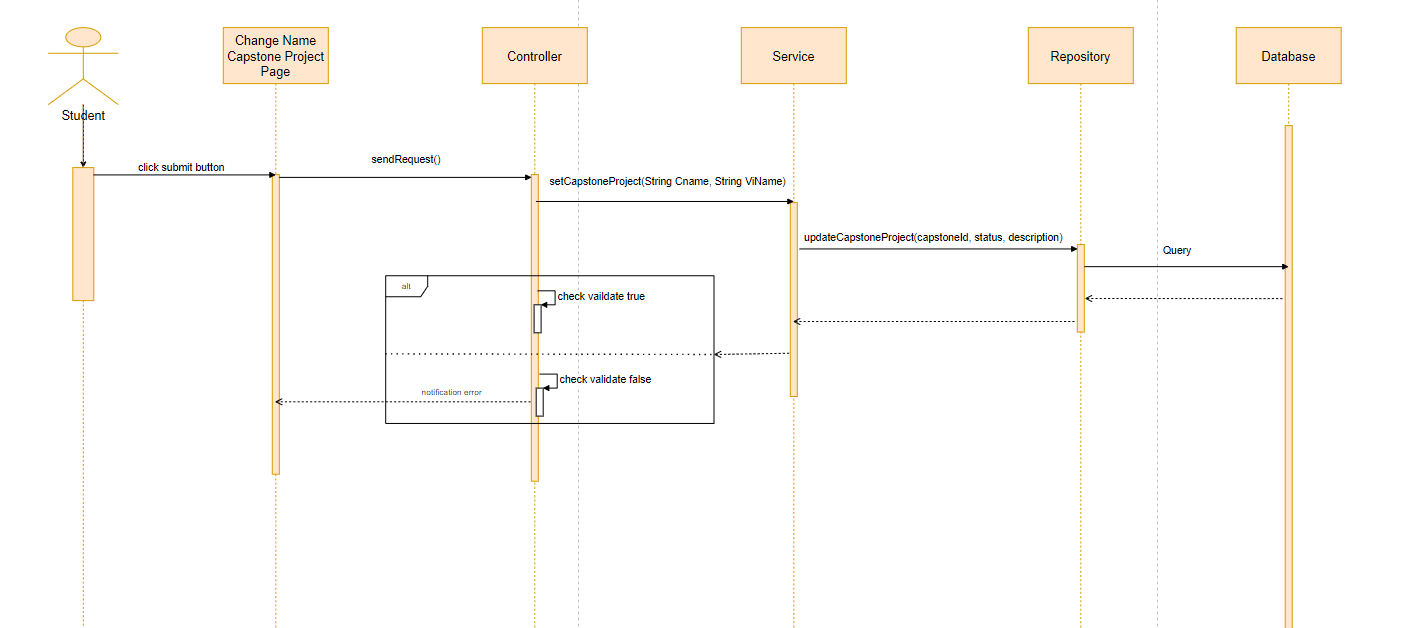 Student
Change Name
Capstone Project
Page
Controller
Service
Repository
Database
click submit button
sendRequest()
setCapstoneProject(String Cname, String ViName)
updateCapstoneProject(capstoneId, status, description)
Query
alt
check vaildate true
check validate false
notification error